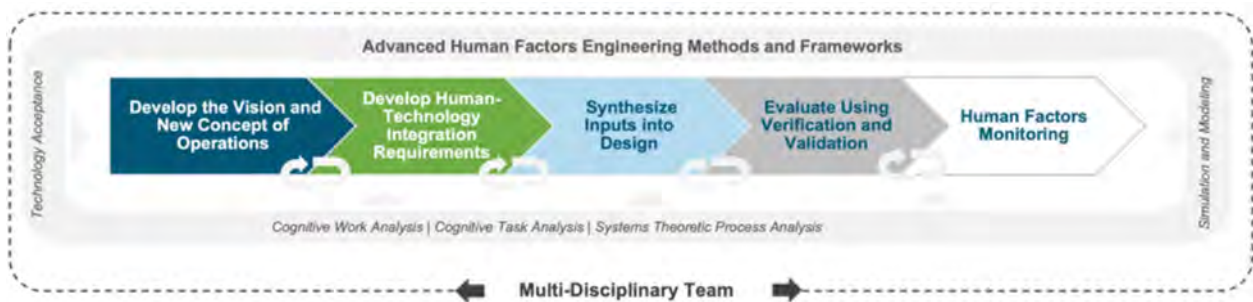 Advanced Human Factors Engineering Methods and Frameworks
Technology Acceptance
Develop the Vision and
New Concept of
Operations
Develop Human-
Technology
Integration
Requirements
Synthesize
Inputs into
Design
Evaluate Using
Verification and
Validation
Human Factors
Monitoring
Simulation and Modeling
Cognitive Work Analysis | Cognitive Task Analysis | Systems Theoretic Process Analysis
Multi-Disciplinary Team